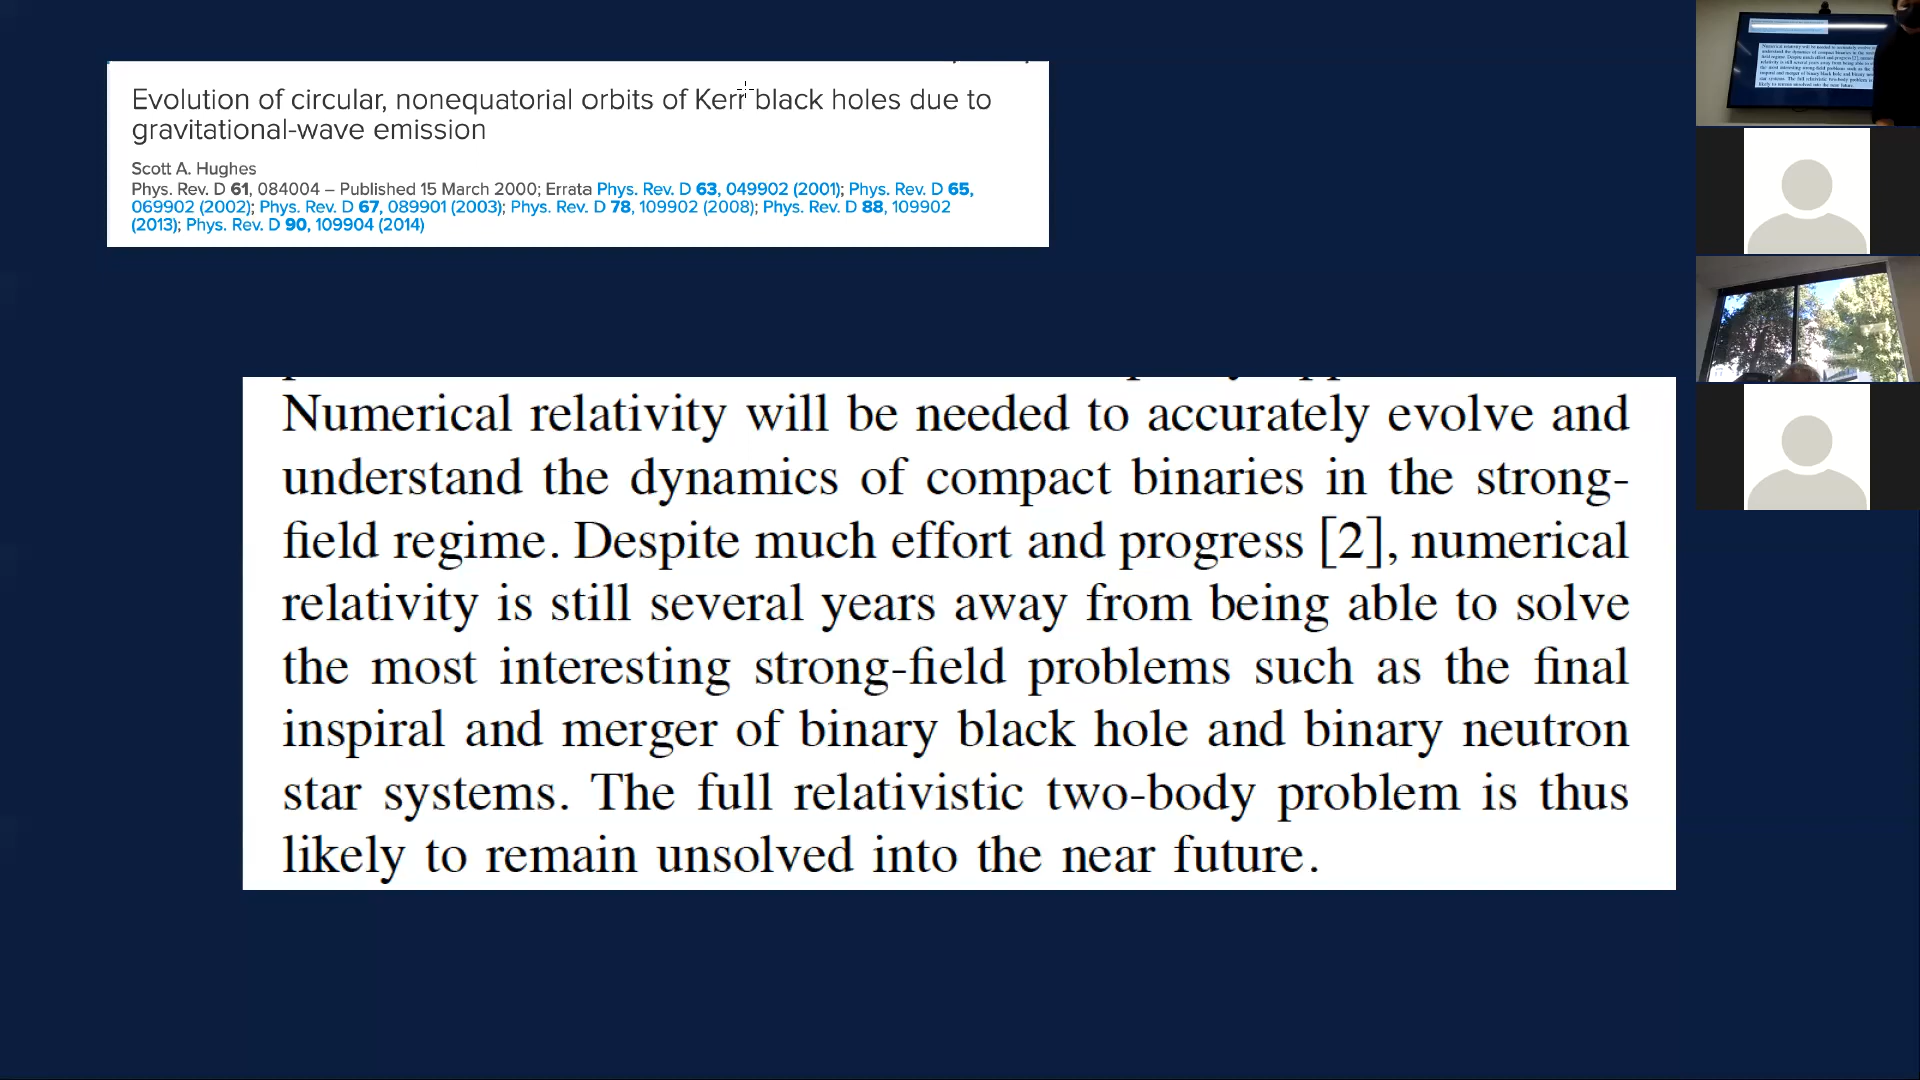 Evolution of circular, nonequatorial orbits of Kerr black holes due to
gravitational-wave emission
Scott A. Hughes
Phys. Rev. D 61, 084004 – Published 15 March 2000; Errata Phys. Rev. D 63, 049902 (2001); Phys. Rev. D 65,
069902 (2002); Phys. Rev. D 67, 089901 (2003); Phys. Rev. D 78, 109902 (2008); Phys. Rev. D 88, 109902
(2013); Phys. Rev. D 90, 109904 (2014)
Numerical relativity will be needed to accurately evolve and
understand the dynamics of compact binaries in the strong-
field regime. Despite much effort and progress [2], numerical
relativity is still several years away from being able to solve
the most interesting strong-field problems such as the final
inspiral and merger of binary black hole and binary neutron
star systems. The full relativistic two-body problem is thus
likely to remain unsolved into the near future.